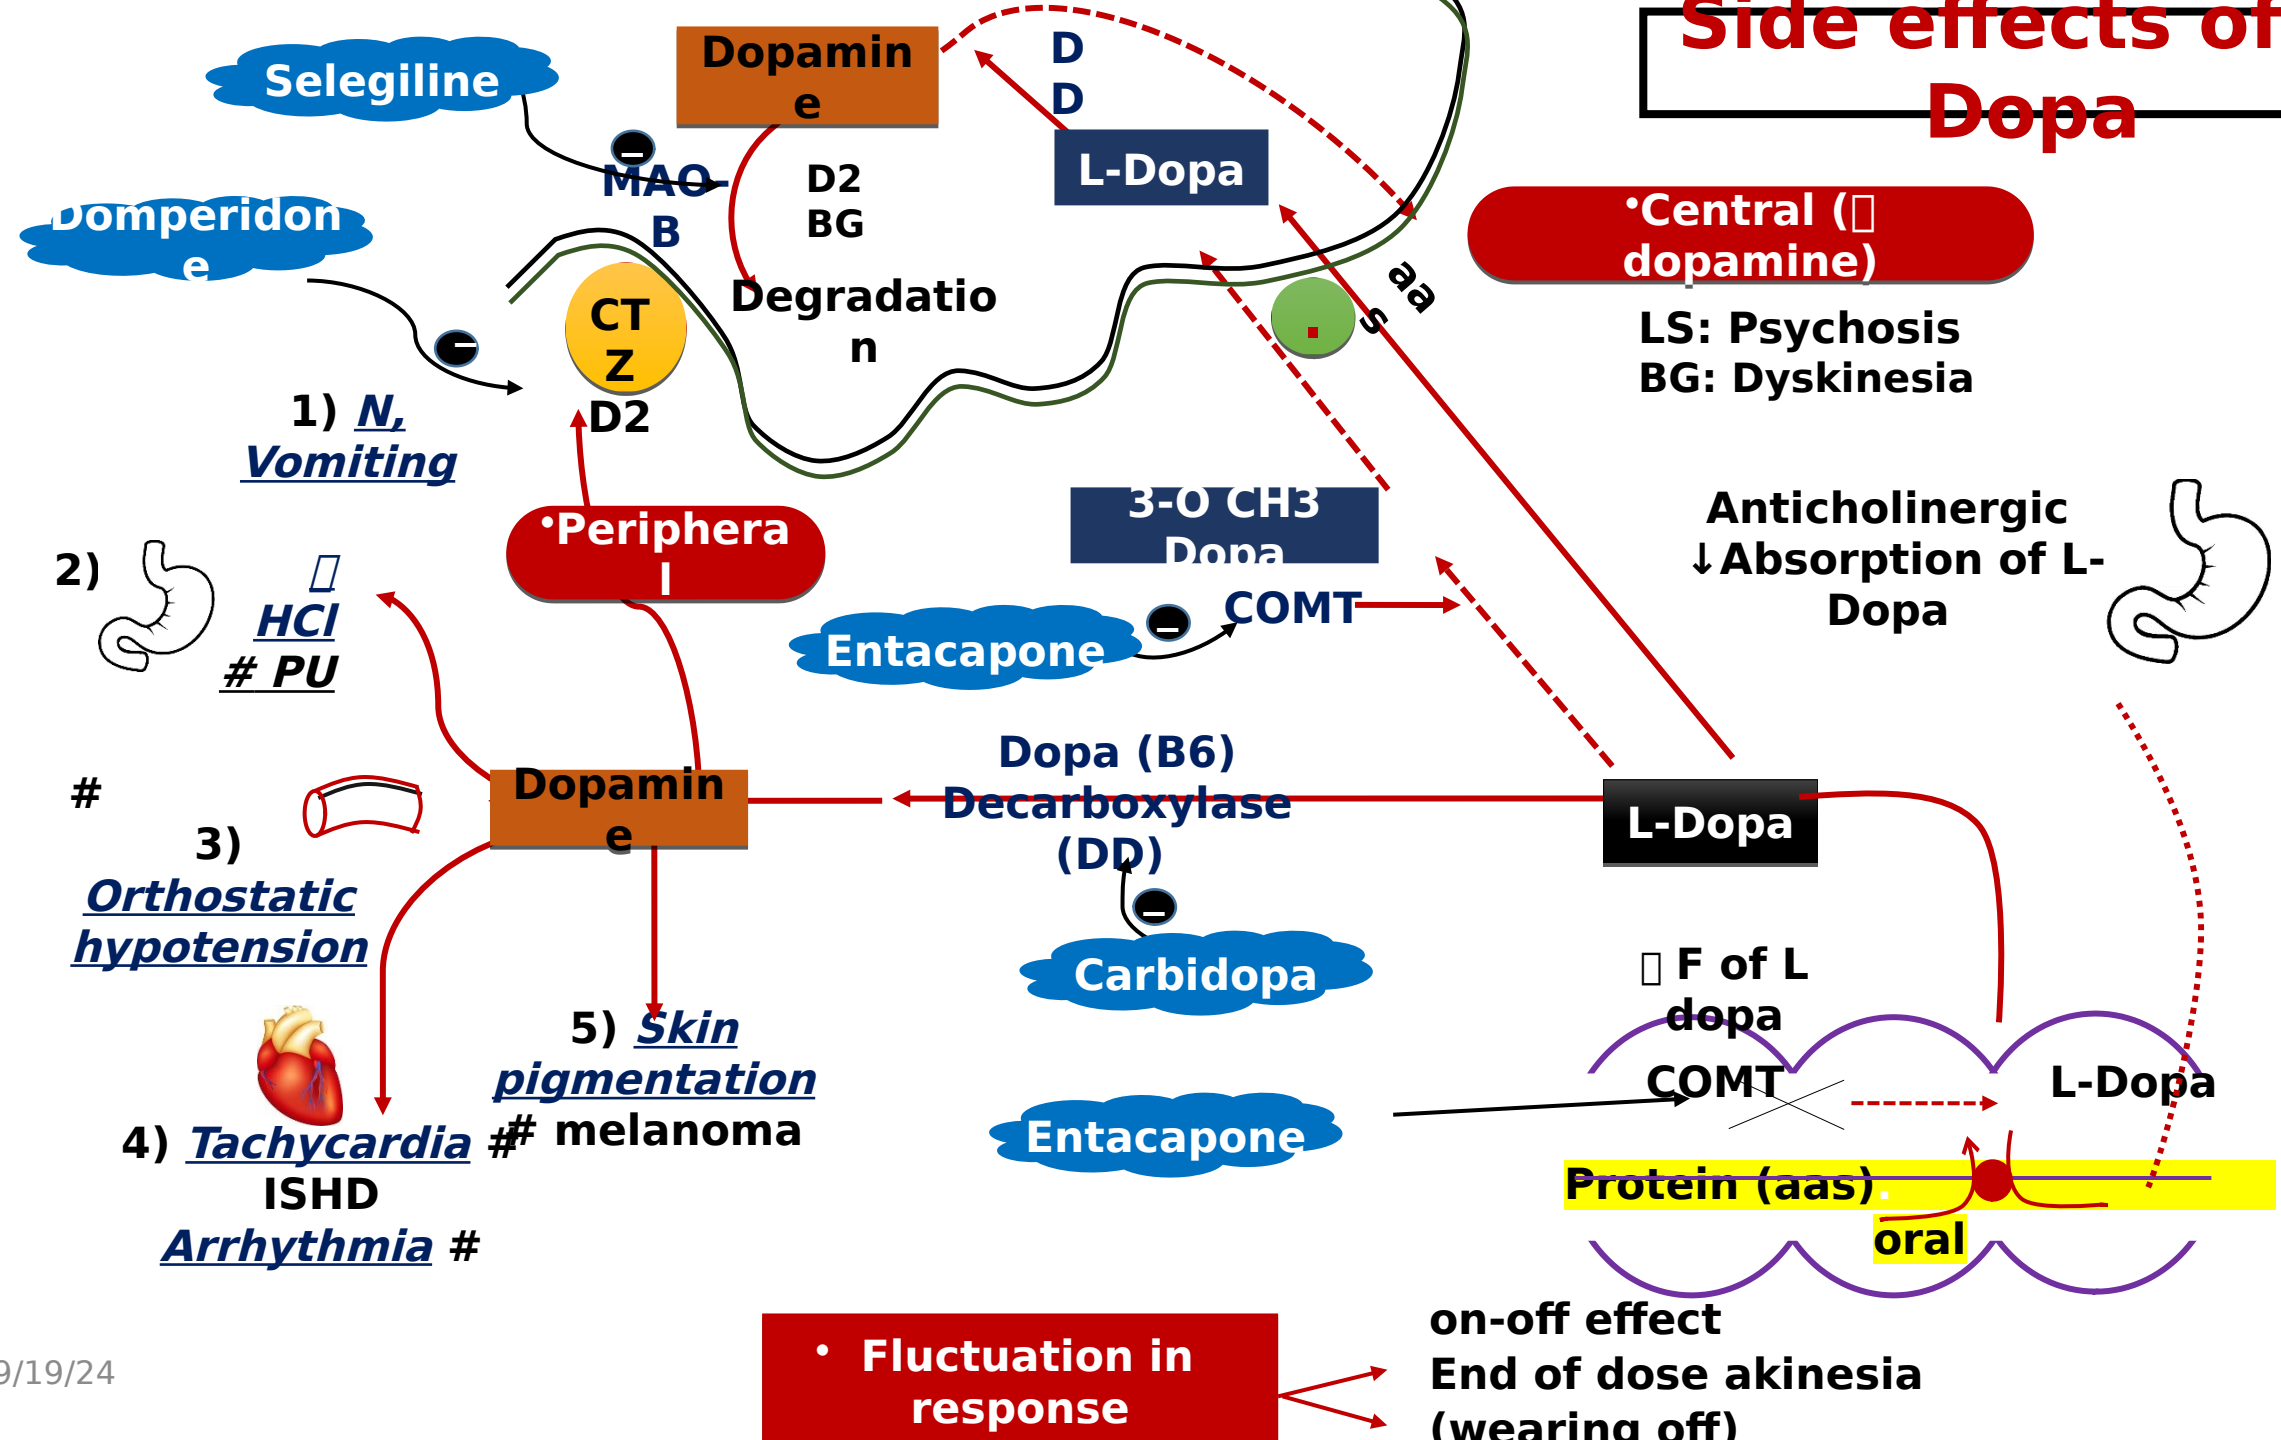 Side effects of
Dopa
Selegiline
Dopamin
e
D
D
L-Dopa
MAO-
B
D2
BG
Domperidon
e
•Central (▯
dopamine)
aa
s
Degradatio
n
CT
Z
D2
LS: Psychosis
BG: Dyskinesia
1) N,
Vomiting
•Periphera
l
3-O CH3
Dopa
Anticholinergic
↓Absorption of L-
Dopa
2)
▯
HCl
# PU
COMT
Entacapone
Dopa (B6)
Decarboxylase
(DD)
Dopamin
e
L-Dopa
#
3)
Orthostatic
hypotension
Carbidopa
▯ F of L
dopa
COMT
L-Dopa
5) Skin
pigmentation
# melanoma
Entacapone
4) Tachycardia #
ISHD
Arrhythmia #
Protein (aas).
oral
• Fluctuation in
response
on-off effect
End of dose akinesia
(wearing off)
9/19/24